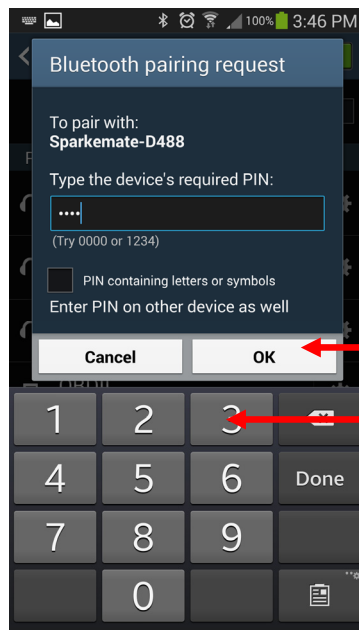 100% 3:46 PM
Bluetooth pairing request
To pair with:
Sparkemate-D488
Type the device's required PIN:
••••
(Try 0000 or 1234)
PIN containing letters or symbols
Enter PIN on other device as well
Cancel OK
1 2 3
4 5 6 Done
7 8 9
0